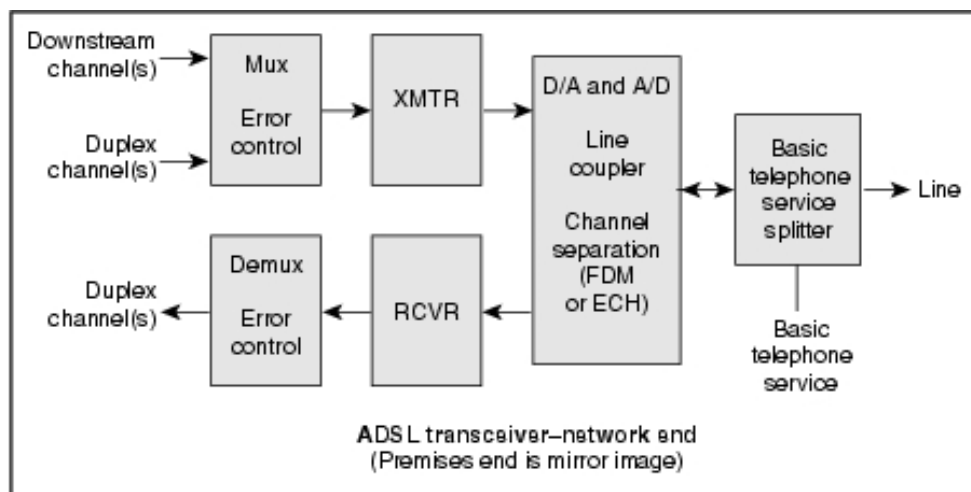 Downstream
channel(s)
Duplex
channel(s)
Mux
Error
control
XMTR
D/A and A/D
Line
coupler
Channel
separation
(FDM
or ECH)
Basic
telephone
service
splitter
Line
Duplex
channel(s)
Demux
Error
control
RCVR
Basic
telephone
service
ADSL transceiver–network end
(Premises end is mirror image)